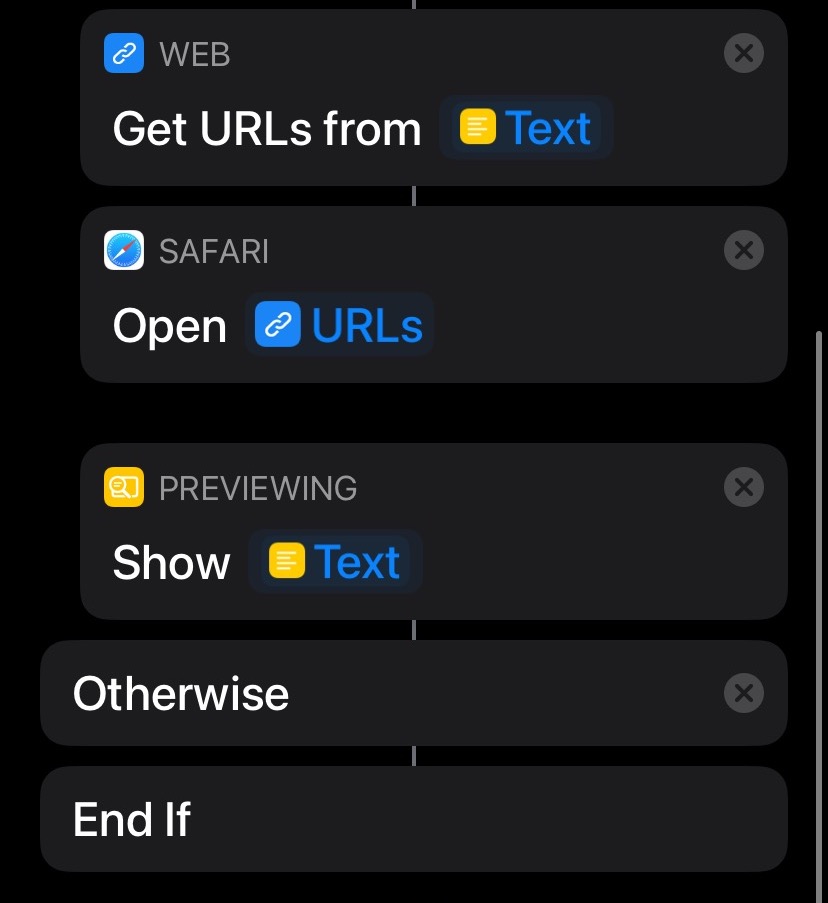 WEB
Get URLs from Text
SAFARI
Open URLs
PREVIEWING
Show Text
Otherwise
End If